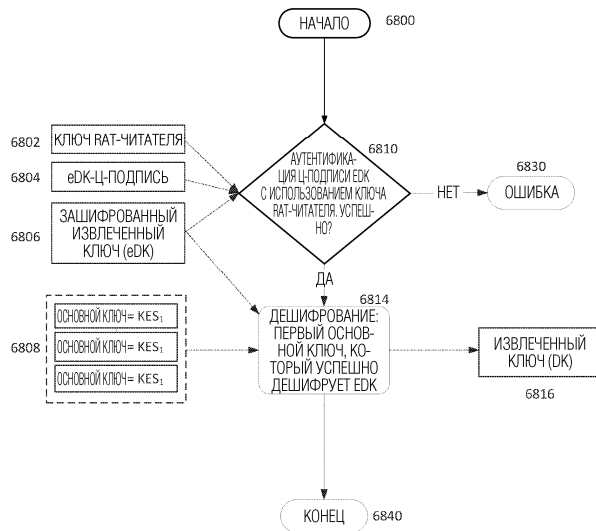 НАЧАЛО
6800
6802
КЛЮЧ RAT-ЧИТАТЕЛЯ
6804
eDK-Ц-ПОДПИСЬ
6806
ЗАШИФРОВАННЫЙ
ИЗВЛЕЧЕННЫЙ
КЛЮЧ (eDK)
6810
АУТЕНТИФИКА-
ЦИЯ Ц-ПОДПИСИ EDK
С ИСПОЛЬЗОВАНИЕМ КЛЮЧА
RAT-ЧИТАТЕЛЯ. УСПЕШ-
НО?
НЕТ
6830
ОШИБКА
ДА
6808
ОСНОВНОЙ КЛЮЧ= KES₁
ОСНОВНОЙ КЛЮЧ= KES₁
ОСНОВНОЙ КЛЮЧ= KES₁
6814
ДЕШИФРОВАНИЕ:
ПЕРВЫЙ ОСНОВ-
НОЙ КЛЮЧ, КО-
ТОРЫЙ УСПЕШНО
ДЕШИФРУЕТ EDK
ИЗВЛЕЧЕННЫЙ
КЛЮЧ (DK)
6816
КОНЕЦ
6840